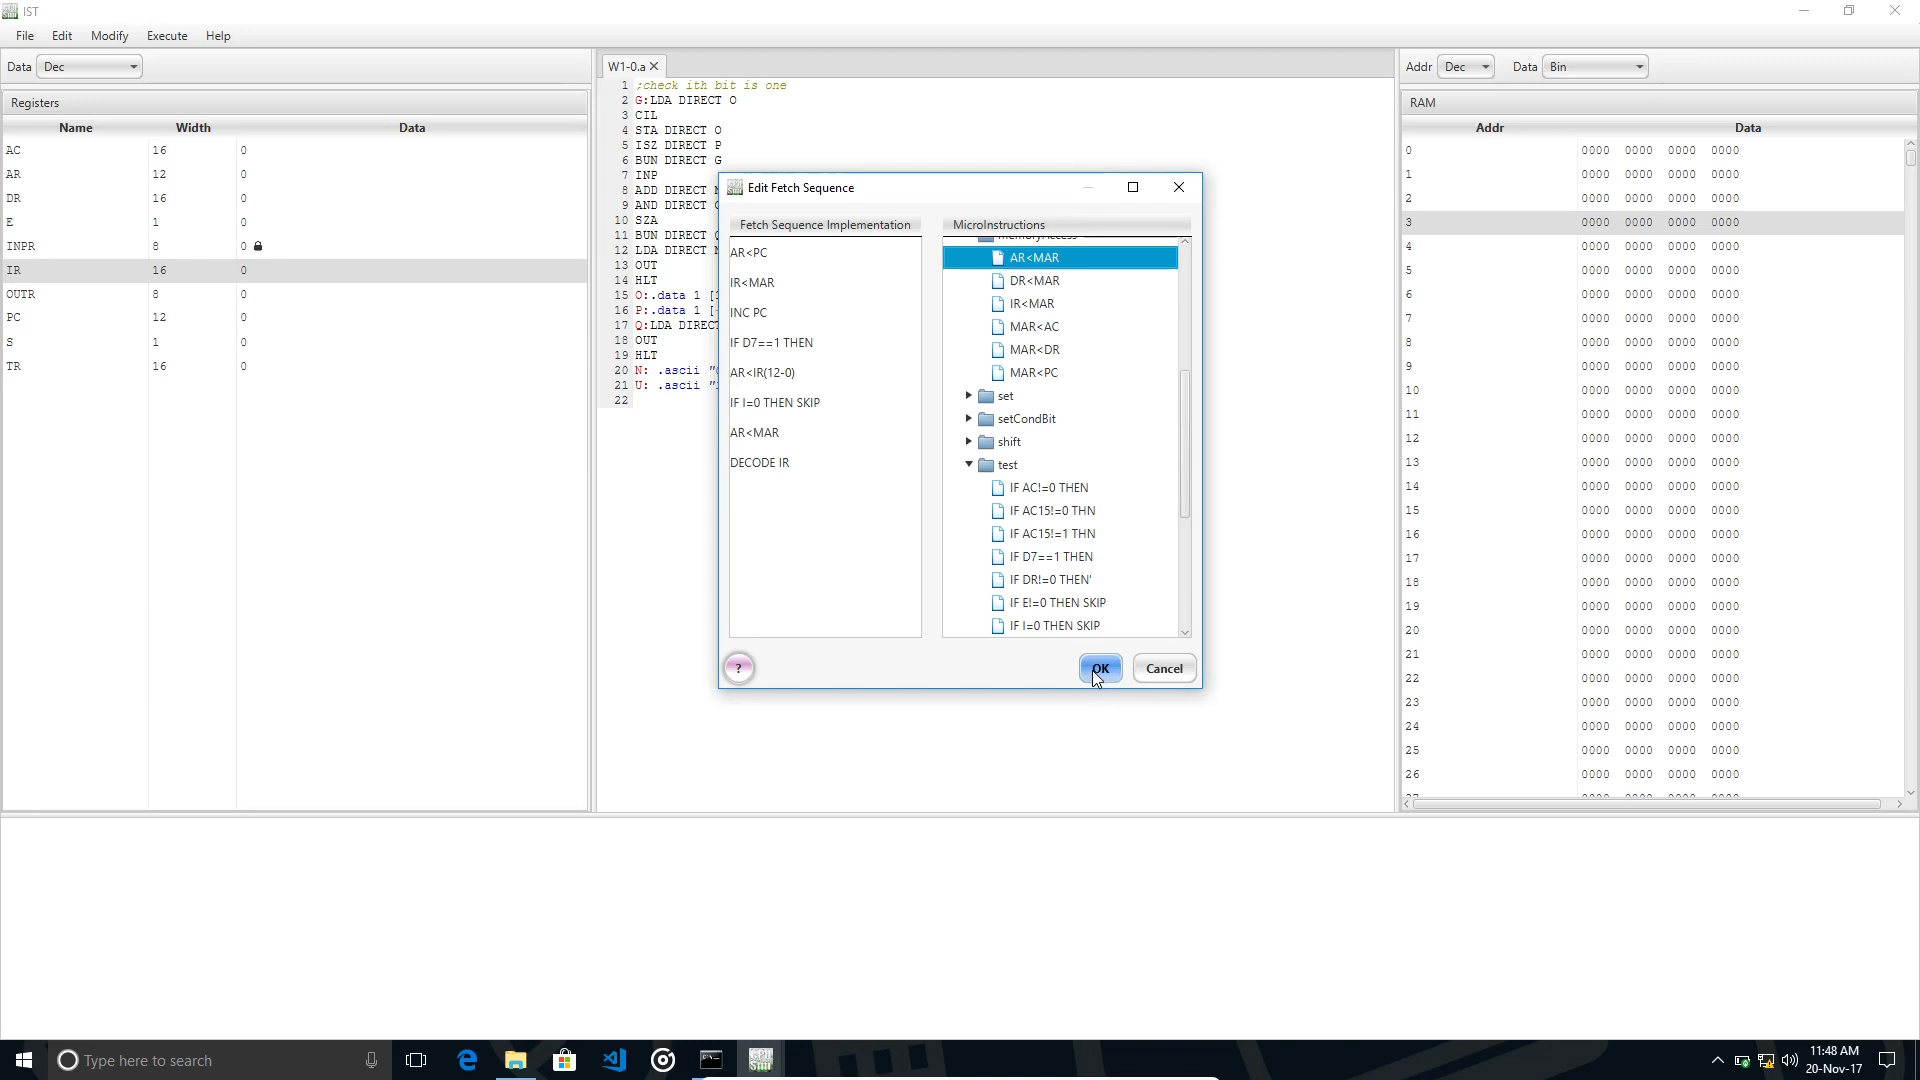 IST
File Edit Modify Execute Help
Data Dec
Registers
Name Width Data
AC 16 0
AR 12 0
DR 16 0
E 1 0
INPR 8 0
IR 16 0
OUTR 8 0
PC 12 0
S 1 0
TR 16 0
W1-0.a
1 ;check ith bit is one
2 G:LDA DIRECT O
3 CIL
4 STA DIRECT O
5 ISZ DIRECT P
6 BUN DIRECT G
7 INP
8 ADD DIRECT
9 AND DIRECT
10 SZA
11 BUN DIRECT
12 LDA DIRECT
13 OUT
14 HLT
15 O:.data 1
16 P:.data 1
17 Q:LDA DIRECT
18 OUT
19 HLT
20 N: .ascii
21 U: .ascii
22
Edit Fetch Sequence
Fetch Sequence Implementation
AR<PC
IR<MAR
INC PC
IF D7==1 THEN
AR<IR(12-0)
IF I=0 THEN SKIP
AR<MAR
DECODE IR
MicroInstructions
AR<MAR
DR<MAR
IR<MAR
MAR<AC
MAR<DR
MAR<PC
set
setCondBit
shift
test
IF AC!=0 THEN
IF AC15!=0 THN
IF AC15!=1 THN
IF D7==1 THEN
IF DR!=0 THEN'
IF E!=0 THEN SKIP
IF I=0 THEN SKIP
?
OK
Cancel
Addr Dec Data Bin
RAM
Addr Data
0 0000 0000 0000 0000
1 0000 0000 0000 0000
2 0000 0000 0000 0000
3 0000 0000 0000 0000
4 0000 0000 0000 0000
5 0000 0000 0000 0000
6 0000 0000 0000 0000
7 0000 0000 0000 0000
8 0000 0000 0000 0000
9 0000 0000 0000 0000
10 0000 0000 0000 0000
11 0000 0000 0000 0000
12 0000 0000 0000 0000
13 0000 0000 0000 0000
14 0000 0000 0000 0000
15 0000 0000 0000 0000
16 0000 0000 0000 0000
17 0000 0000 0000 0000
18 0000 0000 0000 0000
19 0000 0000 0000 0000
20 0000 0000 0000 0000
21 0000 0000 0000 0000
22 0000 0000 0000 0000
23 0000 0000 0000 0000
24 0000 0000 0000 0000
25 0000 0000 0000 0000
26 0000 0000 0000 0000
Type here to search
11:48 AM
20-Nov-17